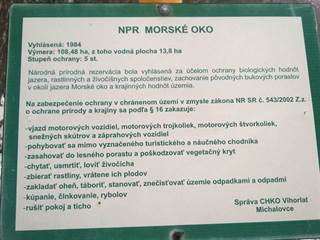 NPR MORSKÉ OKO
Vyhlásená: 1984
Výmera: 108,48 ha, z toho vodná plocha 13,8 ha
Stupeň ochrany: 5 st.
Národná prírodná rezervácia bola vyhlásená za účelom ochrany biologických hodnôt
jazera, rastlinných a živočíšnych spoločenstiev, zachovanie pôvodných bukových porastov
v okolí jazera Morské oko a krajinných hodnôt území.
Na zabezpečenie ochrany v chránenom území v zmysle zákona NR SR č. 543/2002 Z.z.
o ochrane prírody a krajiny sa podľa § 16 zakazuje:
-vjazd motorových vozidiel, motorových trojkoliek, motorových štvorkoliek,
snežných skútrov a záprahových vozidiel
-pohybovať sa mimo vyznačeného turistického a náučného chodníka
-zasahovať do lesného porastu a poškodzovať vegetačný kryt
-chytať, usmrtiť, loviť živočícha
-zbierať rastliny, vrátene ich plodov
-zakladať oheň, táboriť, stanovať, znečisťovať územie odpadkami a odpadmi
-kúpanie, člnkovanie, rybolov
-rušiť pokoj a ticho
Správa CHKO Vihorlat
Michalovce